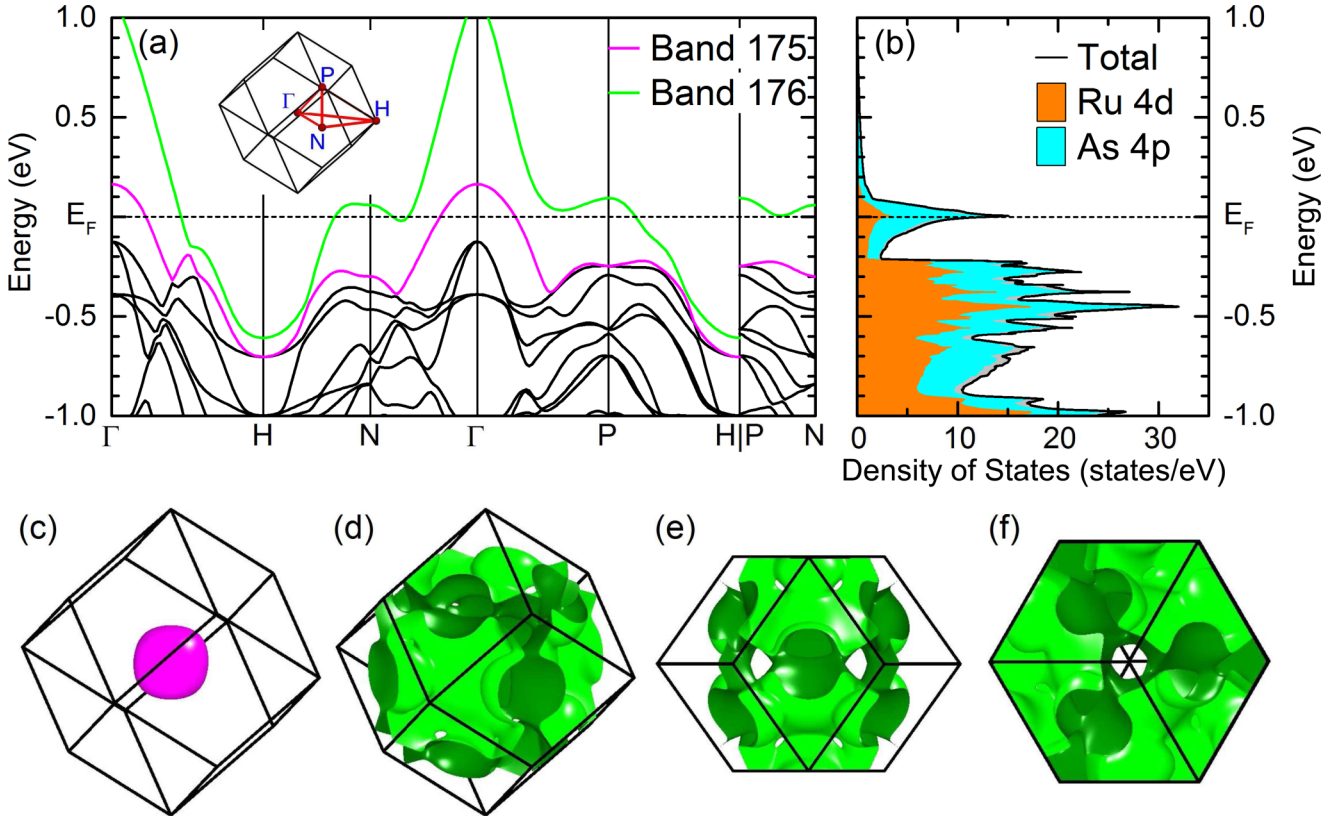 (a)
Band 175
Band 176
P
Γ
H
N
1.0
0.5
E_F
-0.5
-1.0
Energy (eV)
Γ H N Γ P H|P N
(b)
Total
Ru 4d
As 4p
1.0
0.5
E_F
-0.5
-1.0
Energy (eV)
0 10 20 30
Density of States (states/eV)
(c)
(d)
(e)
(f)